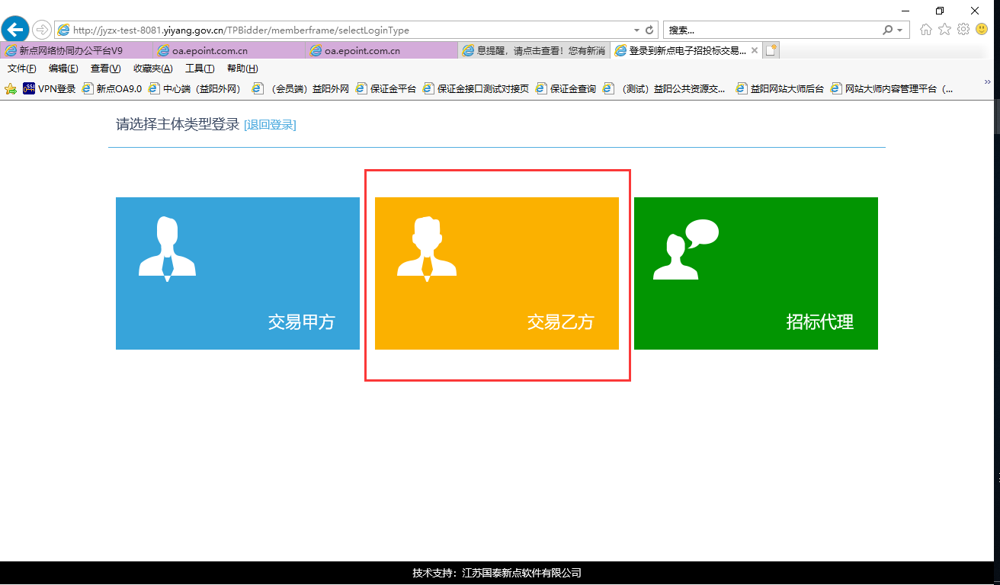 http://jyzx-test-8081.yiyang.gov.cn/TPBidder/memberframe/selectLoginType
搜索...
新点网络协同办公平台V9
oa.epoint.com.cn
oa.epoint.com.cn
息提醒，请点击查看！您有新消
登录到新点电子招投标交易...
文件(F) 编辑(E) 查看(V) 收藏夹(A) 工具(T) 帮助(H)
VPN登录 新点OA9.0 中心端（益阳外网） （会员端）益阳外网 保证金平台 保证金接口测试对接页 保证金查询 （测试）益阳公共资源交... 益阳网站大师后台 网站大师内容管理平台（...
请选择主体类型登录 [退回登录]
交易甲方
交易乙方
招标代理
技术支持：江苏国泰新点软件有限公司